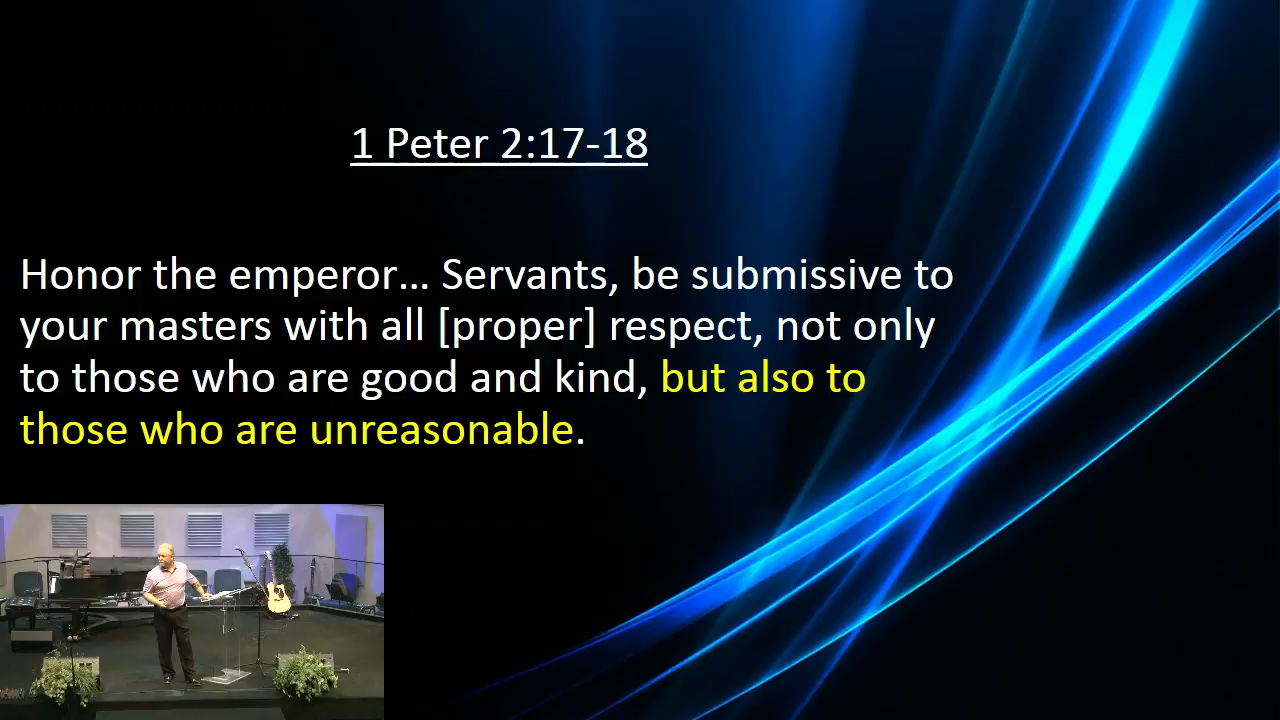 1 Peter 2:17-18
Honor the emperor... Servants, be submissive to
your masters with all [proper] respect, not only
to those who are good and kind, but also to
those who are unreasonable.